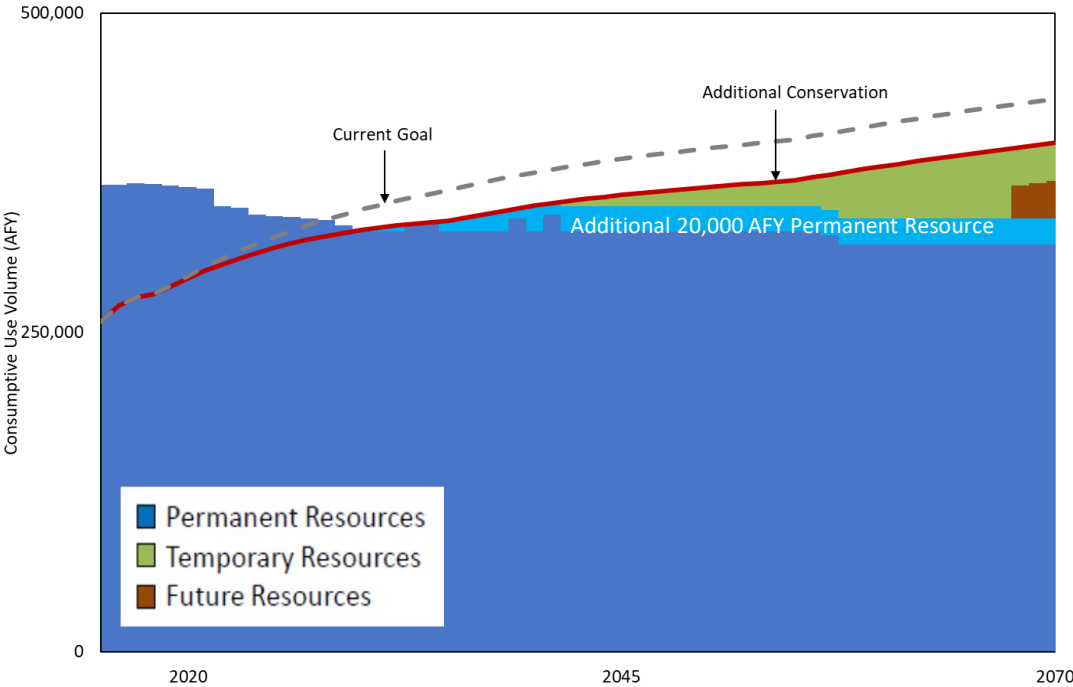 500,000
Additional Conservation
Current Goal
Additional 20,000 AFY Permanent Resource
Consumptive Use Volume (AFY)
250,000
Permanent Resources
Temporary Resources
Future Resources
0
2020
2045
2070